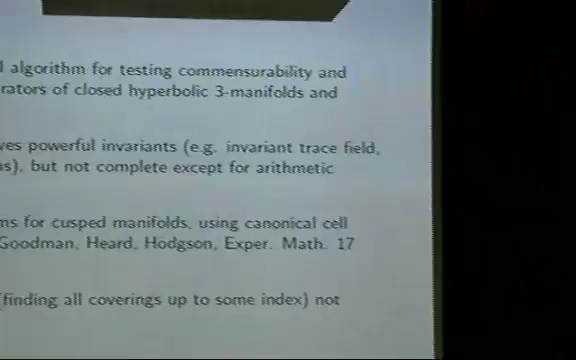 l algorithm for testing commensurability and
rators of closed hyperbolic 3-manifolds and
ves powerful invariants (e.g. invariant trace field,
ns), but not complete except for arithmetic
ms for cusped manifolds, using canonical cell
Goodman, Heard, Hodgson, Exper. Math. 17
(finding all coverings up to some index) not